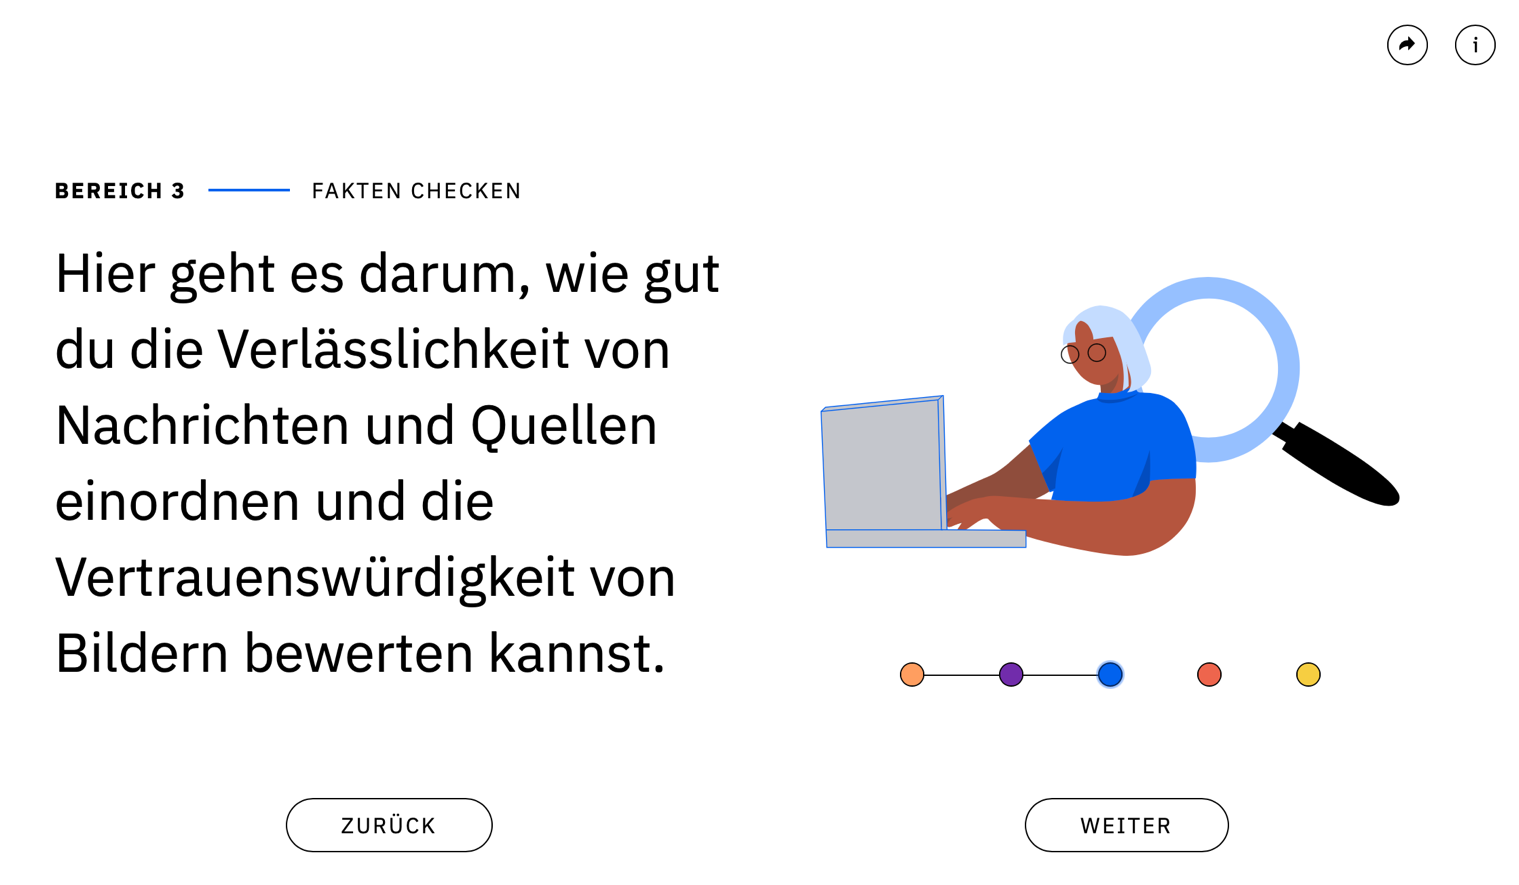 BEREICH 3 FAKTEN CHECKEN
Hier geht es darum, wie gut
du die Verlässlichkeit von
Nachrichten und Quellen
einordnen und die
Vertrauenswürdigkeit von
Bildern bewerten kannst.
ZURÜCK
WEITER